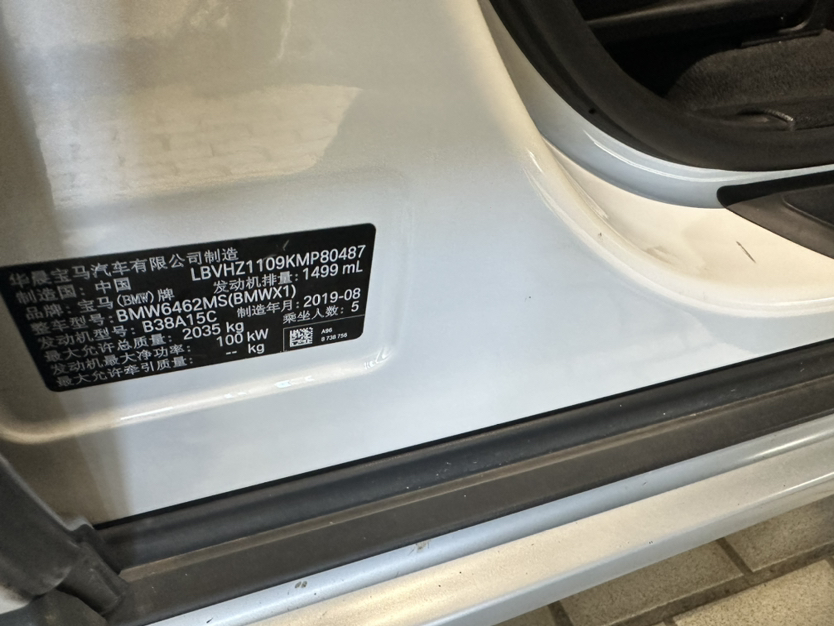 华晨宝马汽车有限公司制造
LBVHZ1109KMP80487
制造国: 中国 发动机排量: 1499 mL
品牌: 宝马(BMW)牌
整车型号: BMW6462MS(BMWX1)
发动机型号: B38A15C 制造年月: 2019-08
最大允许总质量: 2035 kg 乘坐人数: 5
发动机最大净功率: 100 kW
最大允许牵引质量: -- kg
A96
8 738 756